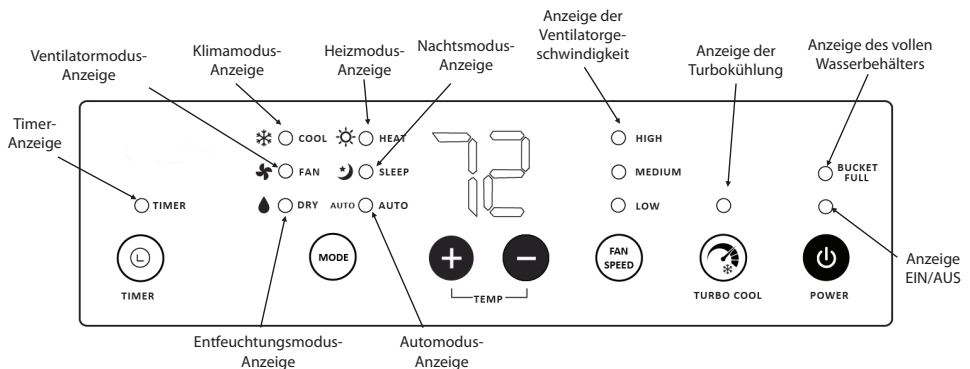 Anzeige der
Ventilatorge-
schwindigkeit
Ventilatormodus-
Anzeige
Klimamodus-
Anzeige
Heizmodus-
Anzeige
Nachtsmodus-
Anzeige
Anzeige der
Turbokühlung
Anzeige des vollen
Wasserbehälters
Timer-
Anzeige
COOL
HEAT
72
HIGH
FAN
SLEEP
MEDIUM
BUCKET
FULL
TIMER
DRY
AUTO AUTO
LOW
MODE
FAN
SPEED
Anzeige
EIN/AUS
TIMER
TEMP
TURBO COOL
POWER
Entfeuchtungsmodus-
Anzeige
Automodus-
Anzeige